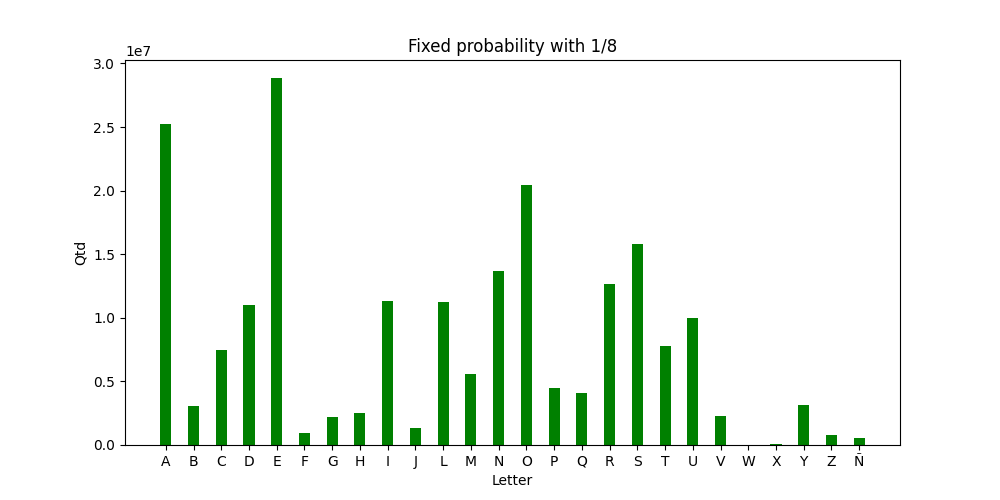 Fixed probability with 1/8
1e7
3.0
2.5
2.0
1.5
1.0
0.5
0.0
Qtd
A B C D E F G H I J L M N O P Q R S T U V W X Y Z Ñ
Letter